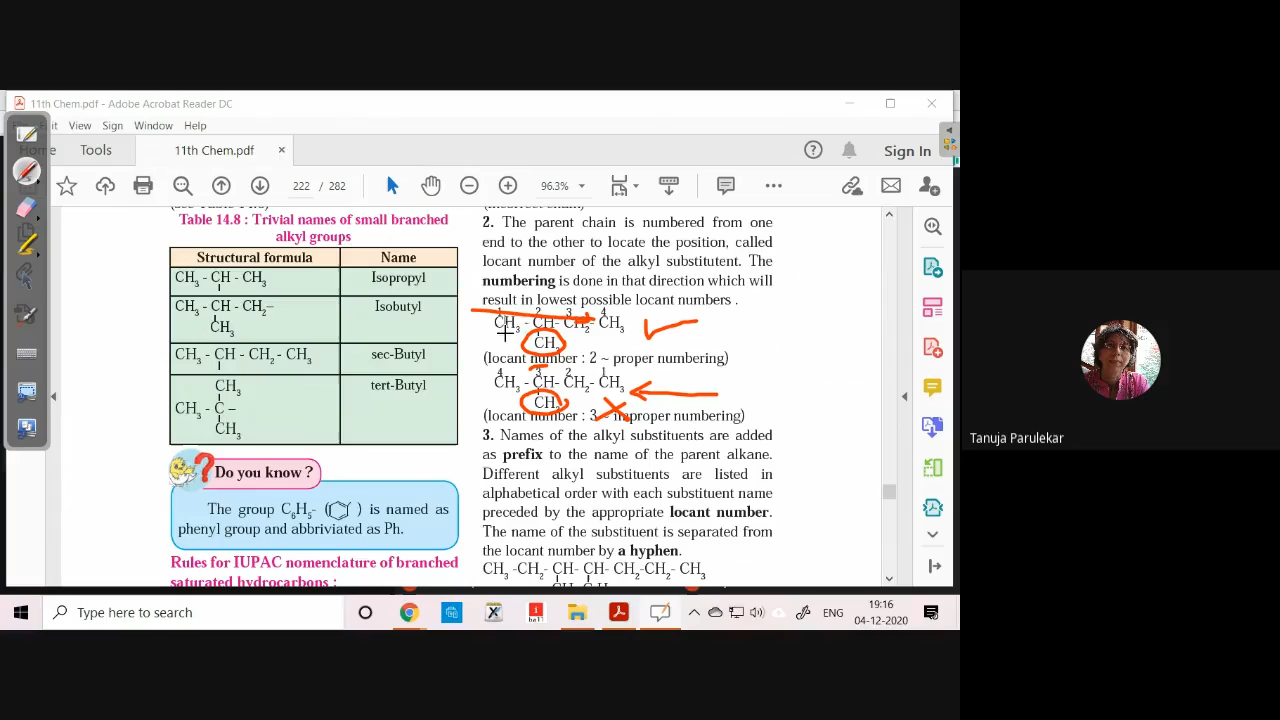 11th Chem.pdf - Adobe Acrobat Reader DC
View Sign Window Help
Tools
11th Chem.pdf
Sign In
222 / 282
96.3%
Table 14.8 : Trivial names of small branched
alkyl groups
Structural formula Name
CH3 - CH - CH3 Isopropyl
CH3 - CH - CH2– Isobutyl
CH3
CH3 - CH - CH2 - CH3 sec-Butyl
CH3 tert-Butyl
CH3 - C –
CH3
? Do you know ?
The group C6H5- ( ) is named as
phenyl group and abbriviated as Ph.
Rules for IUPAC nomenclature of branched
saturated hydrocarbons :
2. The parent chain is numbered from one
end to the other to locate the position, called
locant number of the alkyl substitutent. The
numbering is done in that direction which will
result in lowest possible locant numbers .
1 2 3 4
CH3 - CH- CH2- CH3
CH3
(locant number : 2 ~ proper numbering)
4 3 2 1
CH3 - CH- CH2 - CH3
CH3
(locant number : 3 ~ inproper numbering)
3. Names of the alkyl substituents are added
as prefix to the name of the parent alkane.
Different alkyl substituents are listed in
alphabetical order with each substituent name
preceded by the appropriate locant number.
The name of the substituent is separated from
the locant number by a hyphen.
CH3 -CH2- CH- CH- CH2-CH2- CH3
Tanuja Parulekar
Type here to search
ENG
19:16
04-12-2020